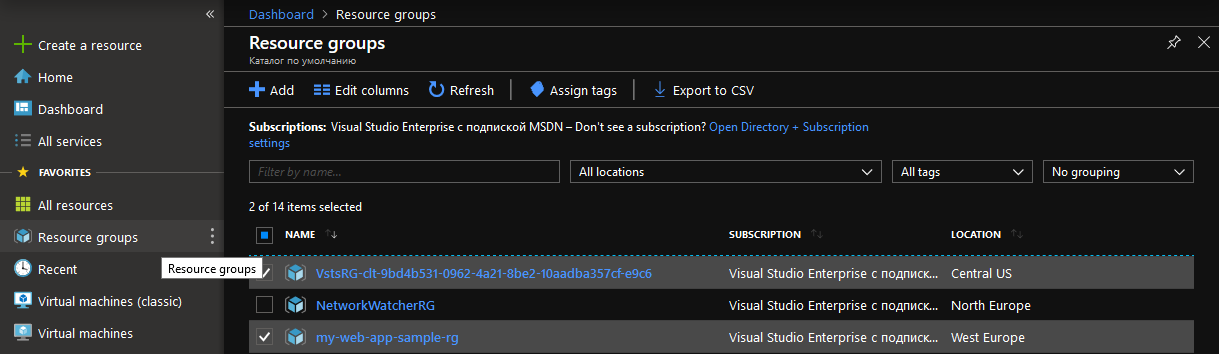 «
Create a resource
Home
Dashboard
All services
FAVORITES
All resources
Resource groups
Recent
Virtual machines (classic)
Virtual machines
Resource groups
Dashboard > Resource groups
Resource groups
Каталог по умолчанию
Add Edit columns Refresh Assign tags Export to CSV
Subscriptions: Visual Studio Enterprise с подпиской MSDN – Don't see a subscription? Open Directory + Subscription
settings
Filter by name... All locations All tags No grouping
2 of 14 items selected
NAME SUBSCRIPTION LOCATION
VstsRG-clt-9bd4b531-0962-4a21-8be2-10aadba357cf-e9c6 Visual Studio Enterprise с подписк... Central US
NetworkWatcherRG Visual Studio Enterprise с подписк... North Europe
my-web-app-sample-rg Visual Studio Enterprise с подписк... West Europe